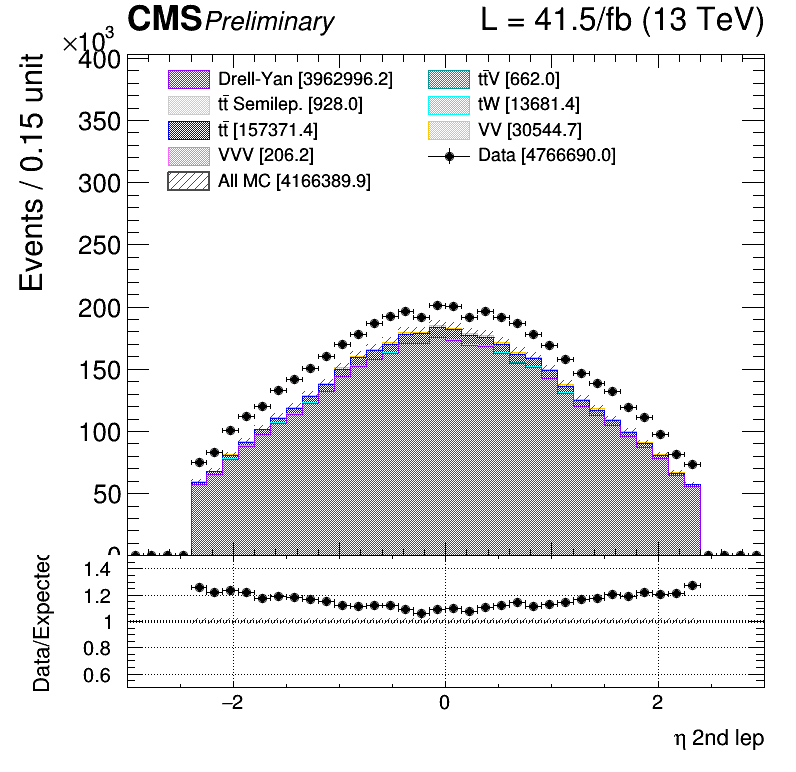 CMS Preliminary L = 41.5/fb (13 TeV)
×10³
Events / 0.15 unit
400
350
300
250
200
150
100
50
0
Drell-Yan [3962996.2]
tt̄ Semilep. [928.0]
tt̄ [157371.4]
VVV [206.2]
All MC [4166389.9]
tt̄V [662.0]
tW [13681.4]
VV [30544.7]
Data [4766690.0]
Data/Expected
1.4
1.2
1
0.8
0.6
−2 0 2
η 2nd lep